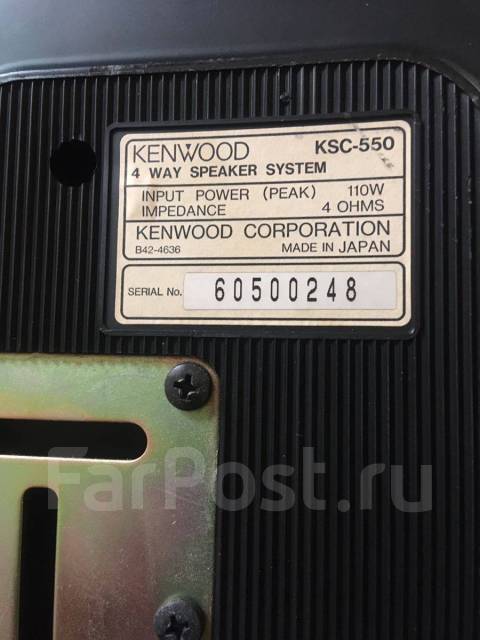 KENWOOD KSC-550
4 WAY SPEAKER SYSTEM
INPUT POWER (PEAK) 110W
IMPEDANCE 4 OHMS
KENWOOD CORPORATION
B42-4636 MADE IN JAPAN
SERIAL No. 60500248
FarPost.ru